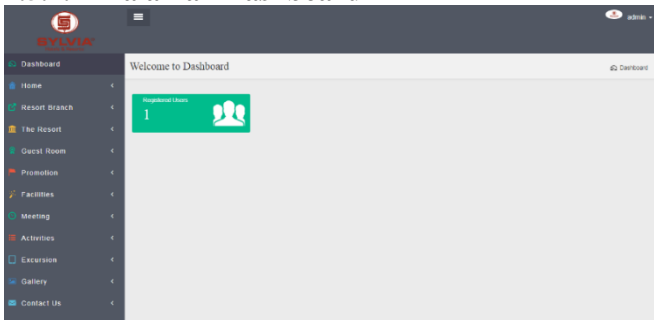 SYLVIA
admin
Dashboard
Welcome to Dashboard
Dashboard
Home
Registered Users
1
Resort Branch
The Resort
Guest Room
Promotion
Facilities
Meeting
Activities
Excursion
Gallery
Contact Us